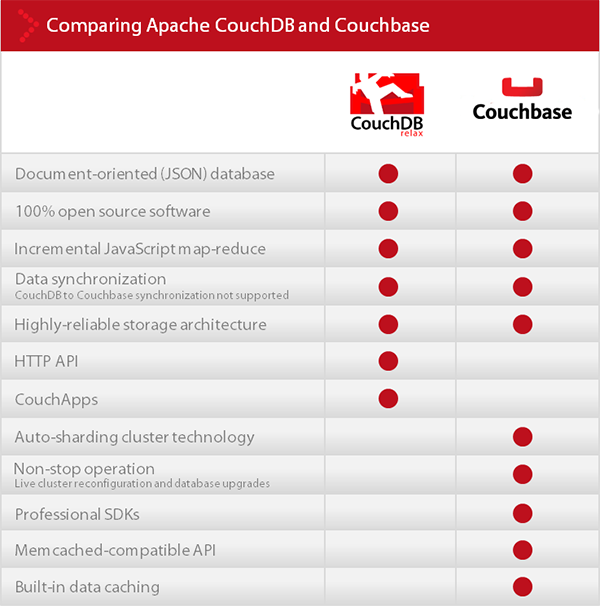 Comparing Apache CouchDB and Couchbase
CouchDB
relax
Couchbase
Document-oriented (JSON) database
100% open source software
Incremental JavaScript map-reduce
Data synchronization
CouchDB to Couchbase synchronization not supported
Highly-reliable storage architecture
HTTP API
CouchApps
Auto-sharding cluster technology
Non-stop operation
Live cluster reconfiguration and database upgrades
Professional SDKs
Memcached-compatible API
Built-in data caching